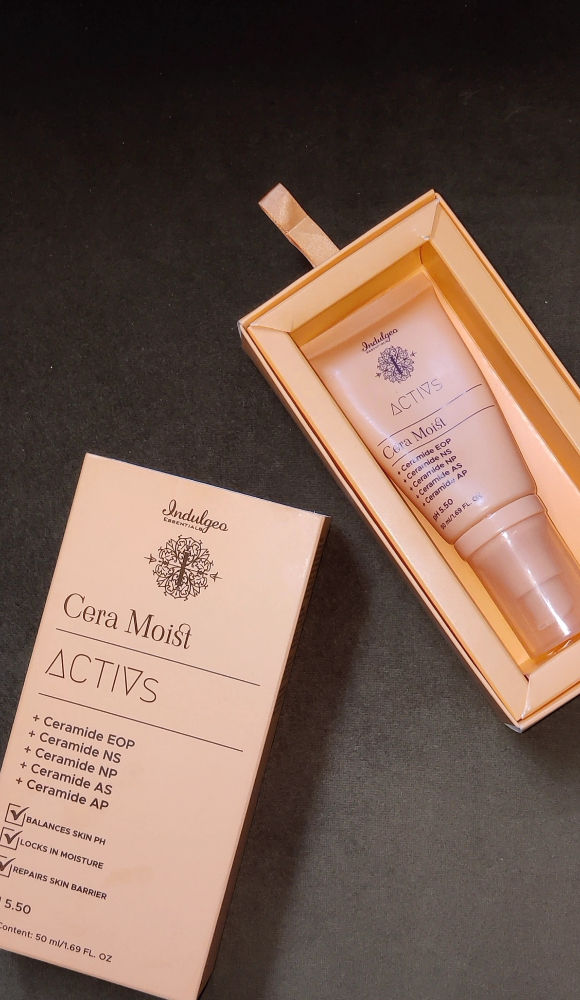 Indulgeo
ESSENTIALS
ACTIVS
Cera Moist
• Ceramide EOP
• Ceramide NS
• Ceramide NP
• Ceramide AS
• Ceramide AP
pH 5.50
50 ml/1.69 FL. OZ
Indulgeo
ESSENTIALS
Cera Moist
ACTIVS
+ Ceramide EOP
+ Ceramide NS
+ Ceramide NP
+ Ceramide AS
+ Ceramide AP
BALANCES SKIN PH
LOCKS IN MOISTURE
REPAIRS SKIN BARRIER
5.50
Content: 50 ml/1.69 FL. OZ